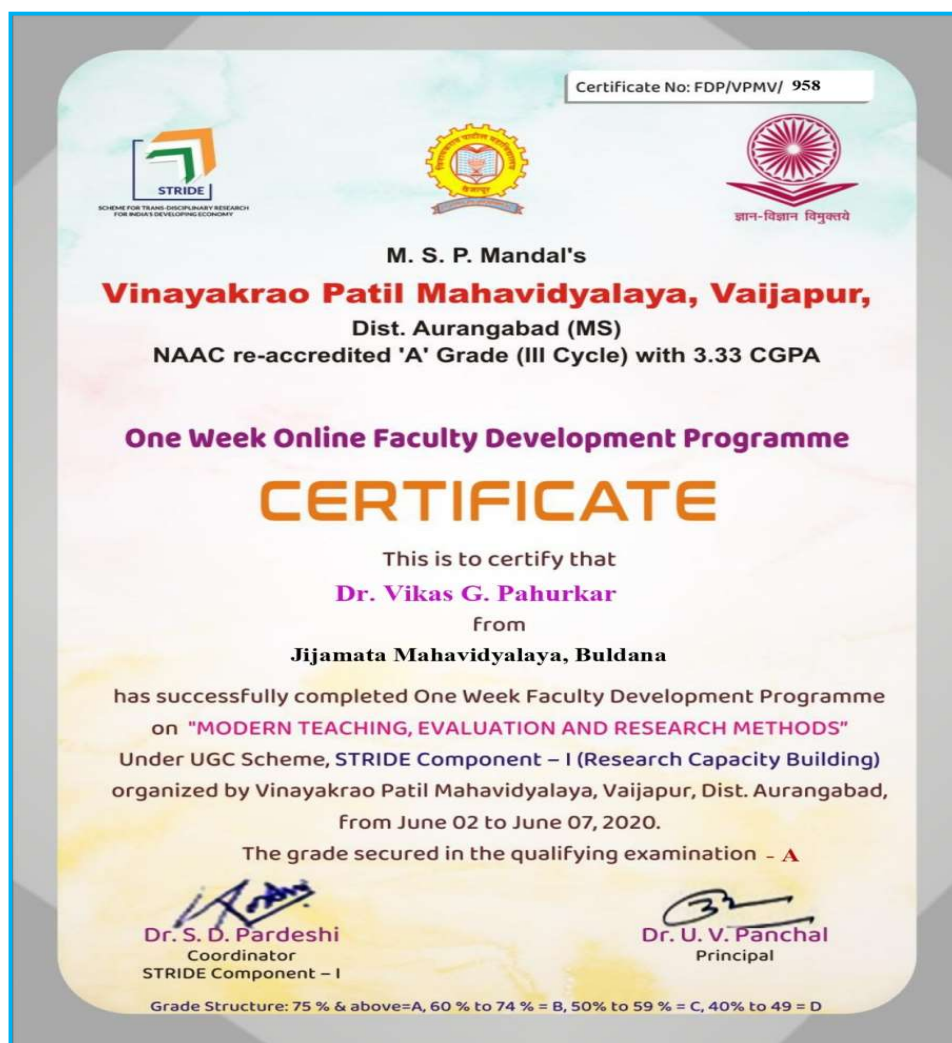 Certificate No: FDP/VPMV/ 958
STRIDE
SCHEME FOR TRANS-DISCIPLINARY RESEARCH
FOR INDIA'S DEVELOPING ECONOMY
ज्ञान-विज्ञान विमुक्तये
M. S. P. Mandal's
Vinayakrao Patil Mahavidyalaya, Vaijapur,
Dist. Aurangabad (MS)
NAAC re-accredited 'A' Grade (III Cycle) with 3.33 CGPA
One Week Online Faculty Development Programme
CERTIFICATE
This is to certify that
Dr. Vikas G. Pahurkar
from
Jijamata Mahavidyalaya, Buldana
has successfully completed One Week Faculty Development Programme
on "MODERN TEACHING, EVALUATION AND RESEARCH METHODS"
Under UGC Scheme, STRIDE Component – I (Research Capacity Building)
organized by Vinayakrao Patil Mahavidyalaya, Vaijapur, Dist. Aurangabad,
from June 02 to June 07, 2020.
The grade secured in the qualifying examination - A
Dr. S. D. Pardeshi
Coordinator
STRIDE Component – I
Dr. U. V. Panchal
Principal
Grade Structure: 75 % & above=A, 60 % to 74 % = B, 50% to 59 % = C, 40% to 49 = D